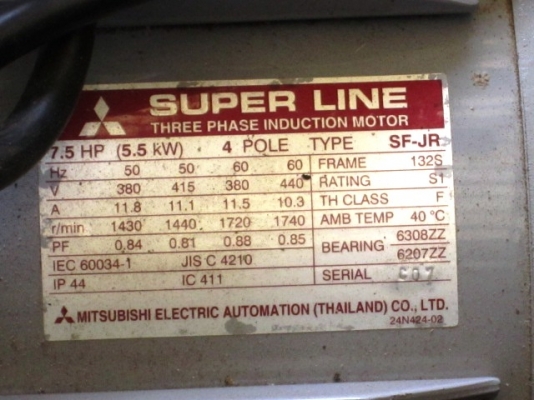 SUPER LINE
THREE PHASE INDUCTION MOTOR
7.5 HP (5.5 kW) 4 POLE TYPE SF-JR
Hz 50 50 60 60 FRAME 132S
V 380 415 380 440 RATING S1
A 11.8 11.1 11.5 10.3 TH CLASS F
r/min 1430 1440 1720 1740 AMB TEMP 40 °C
PF 0.84 0.81 0.88 0.85 BEARING 6308ZZ
6207ZZ
IEC 60034-1 JIS C 4210
IP 44 IC 411 SERIAL
MITSUBISHI ELECTRIC AUTOMATION (THAILAND) CO., LTD.
24N424-02